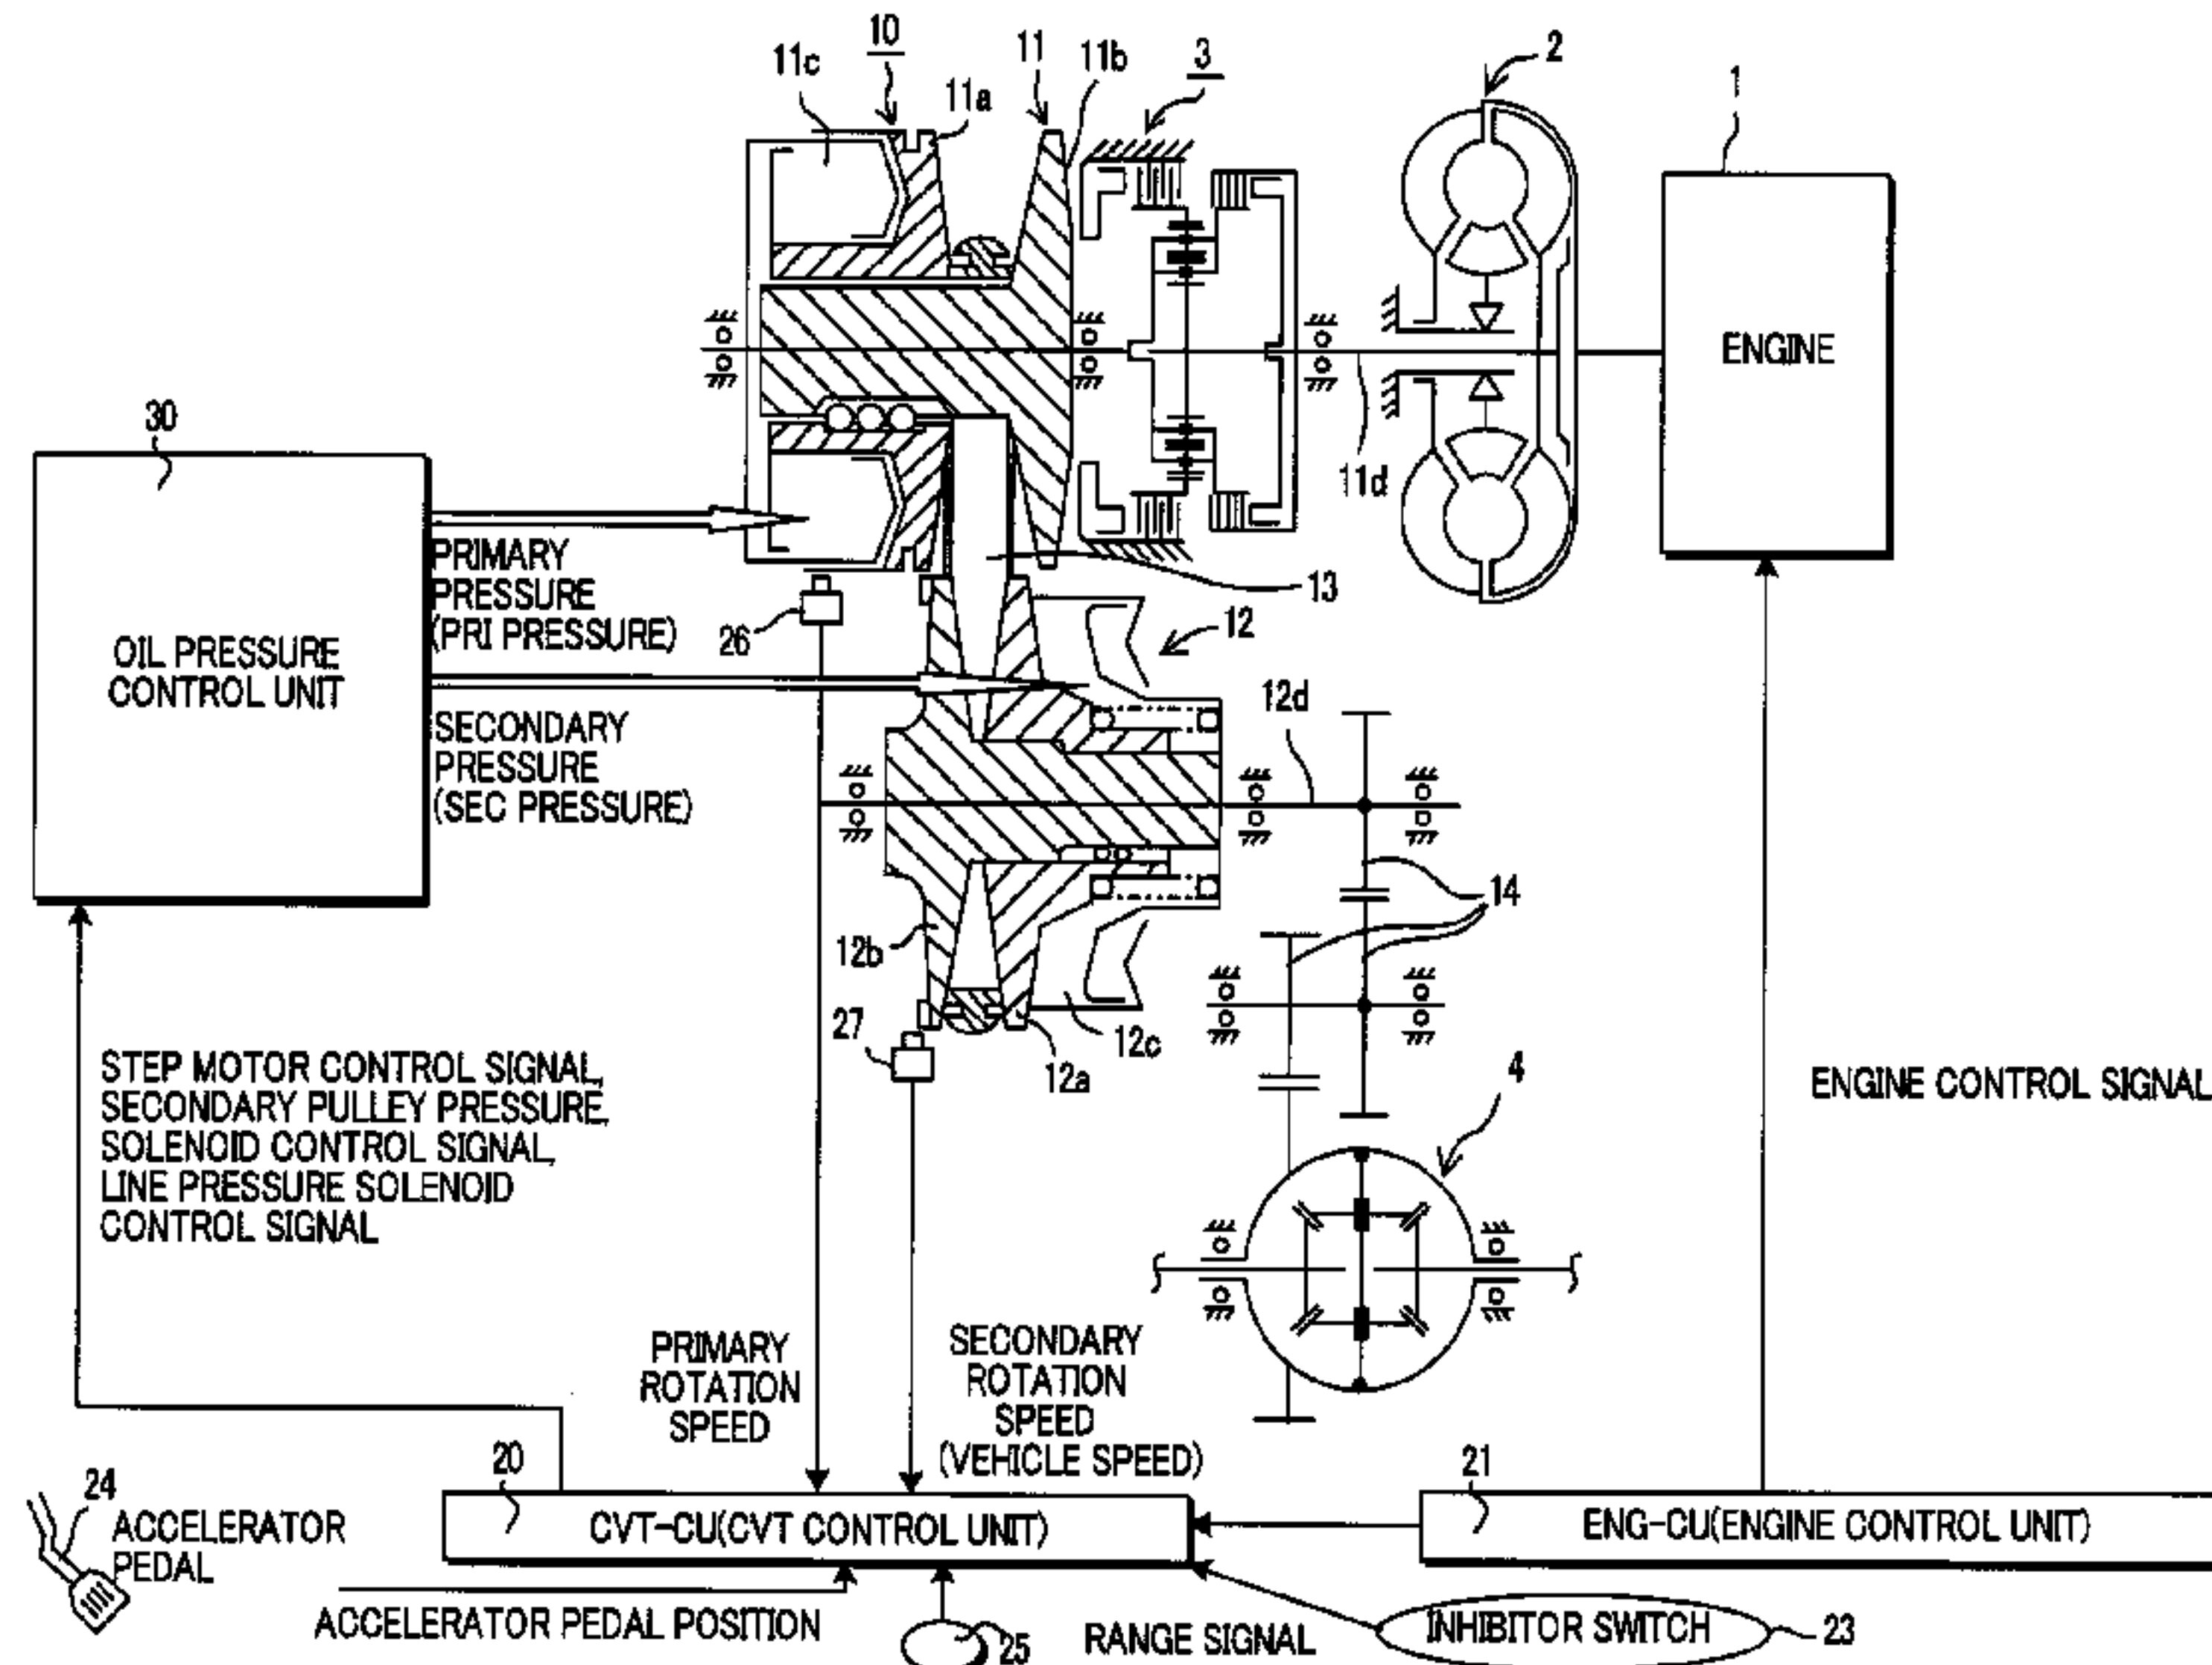 10
11
11b
3
2
11c
11a
1
ENGINE
30
11d
PRIMARY
PRESSURE
(PRI PRESSURE)
13
26
12
OIL PRESSURE
CONTROL UNIT
SECONDARY
PRESSURE
(SEC PRESSURE)
12d
14
12b
27
12c
12a
4
STEP MOTOR CONTROL SIGNAL,
SECONDARY PULLEY PRESSURE,
SOLENOID CONTROL SIGNAL,
LINE PRESSURE SOLENOID
CONTROL SIGNAL
ENGINE CONTROL SIGNAL
PRIMARY
ROTATION
SPEED
SECONDARY
ROTATION
SPEED
(VEHICLE SPEED)
24
ACCELERATOR
PEDAL
20
CVT-CU(CVT CONTROL UNIT)
21
ENG-CU(ENGINE CONTROL UNIT)
ACCELERATOR PEDAL POSITION
25
RANGE SIGNAL
INHIBITOR SWITCH
23